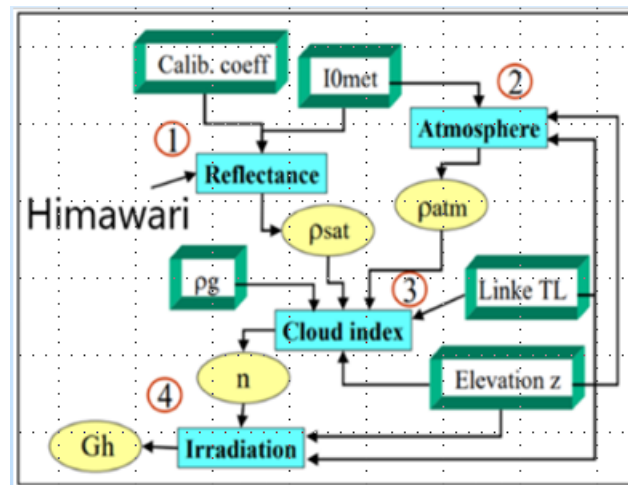 Calib. coeff
I0met
2
1
Atmosphere
Reflectance
Himawari
ρatm
ρsat
ρg
3
Linke TL
Cloud index
n
Elevation z
4
Gh
Irradiation